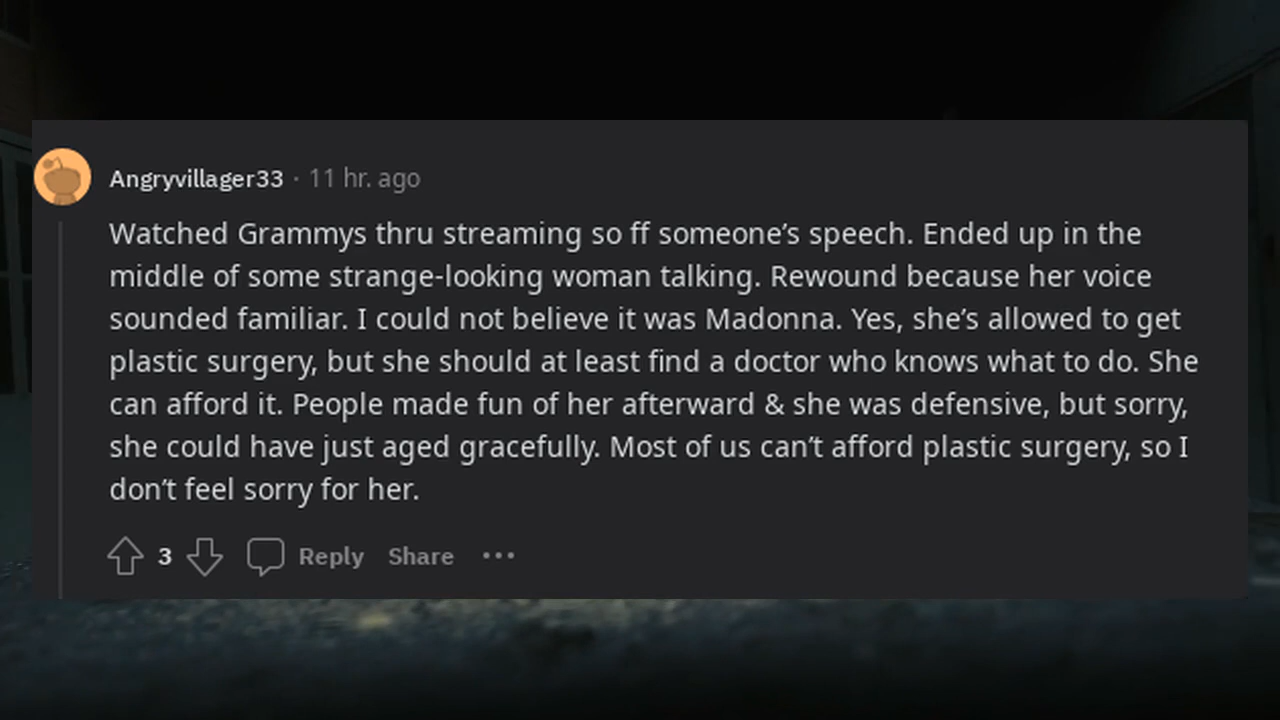 Angryvillager33 · 11 hr. ago
Watched Grammys thru streaming so ff someone’s speech. Ended up in the
middle of some strange-looking woman talking. Rewound because her voice
sounded familiar. I could not believe it was Madonna. Yes, she’s allowed to get
plastic surgery, but she should at least find a doctor who knows what to do. She
can afford it. People made fun of her afterward & she was defensive, but sorry,
she could have just aged gracefully. Most of us can’t afford plastic surgery, so I
don’t feel sorry for her.
3 Reply Share ···